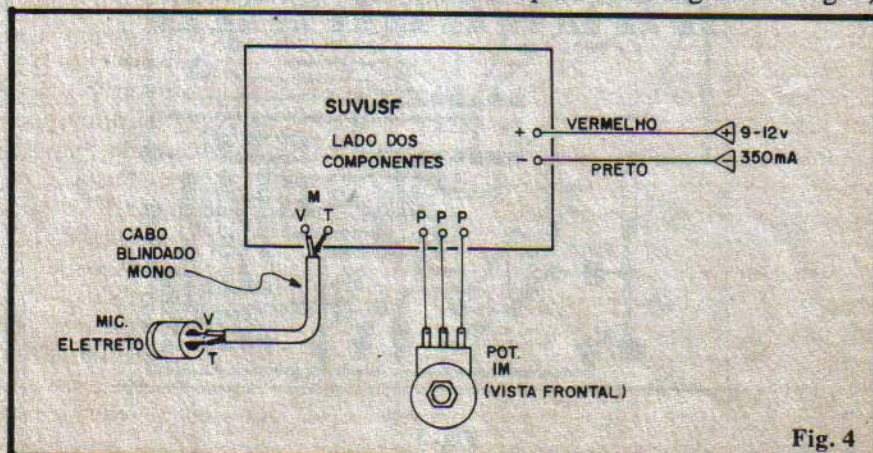 SUVUSF
LADO DOS
COMPONENTES
+ VERMELHO + 9-12v
- PRETO - 350mA
M
V T
P P P
CABO
BLINDADO
MONO
MIC.
ELETRETO
V
T
POT.
1M
(VISTA FRONTAL)
Fig. 4